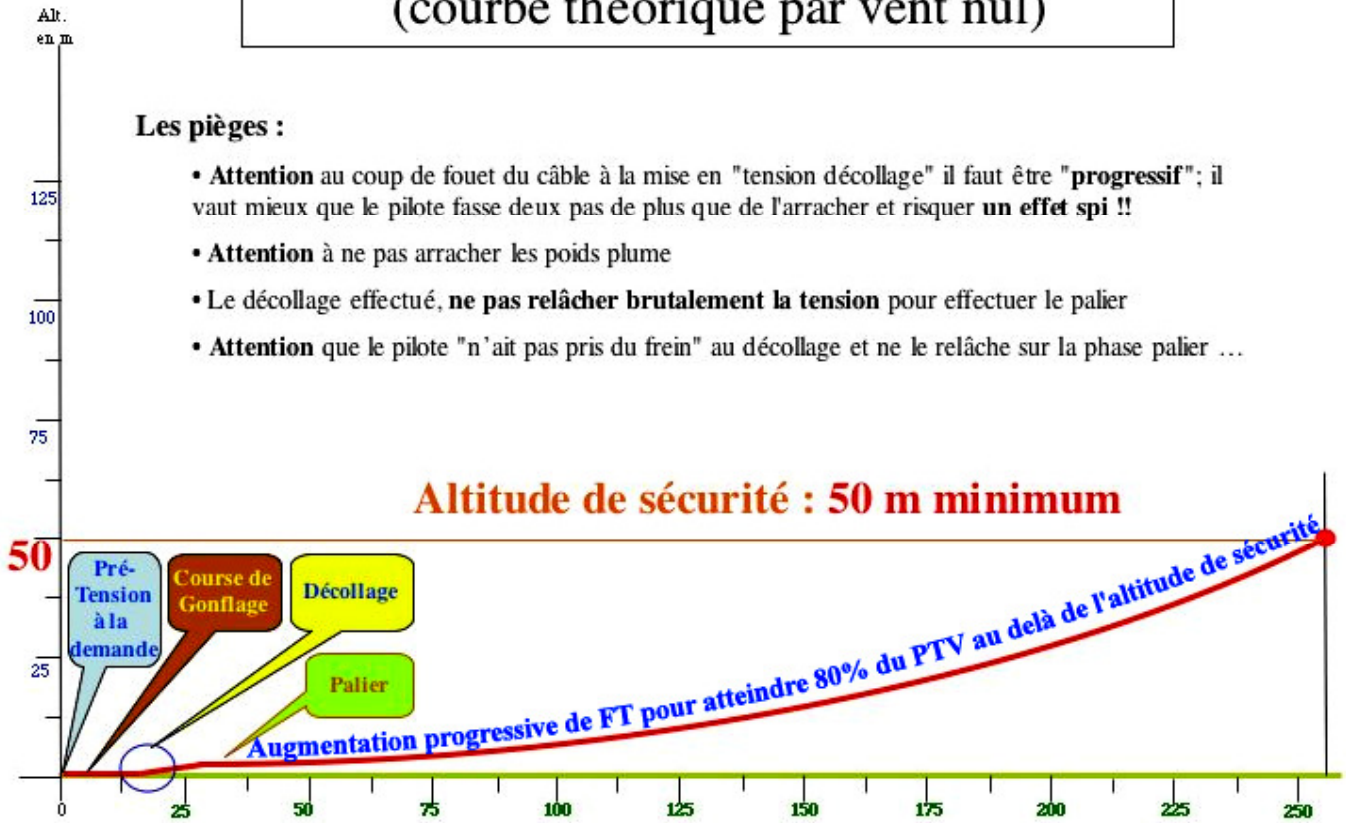 Alt.
en m
(courbe théorique par vent nul)
Les pièges :
• Attention au coup de fouet du câble à la mise en "tension décollage" il faut être "progressif"; il
vaut mieux que le pilote fasse deux pas de plus que de l'arracher et risquer un effet spi !!
• Attention à ne pas arracher les poids plume
• Le décollage effectué, ne pas relâcher brutalement la tension pour effectuer le palier
• Attention que le pilote "n'ait pas pris du frein" au décollage et ne le relâche sur la phase palier …
125
100
75
50
25
Altitude de sécurité : 50 m minimum
Pré-
Tension
à la
demande
Course de
Gonflage
Décollage
Palier
Augmentation progressive de FT pour atteindre 80% du PTV au delà de l'altitude de sécurité
0 25 50 75 100 125 150 175 200 225 250